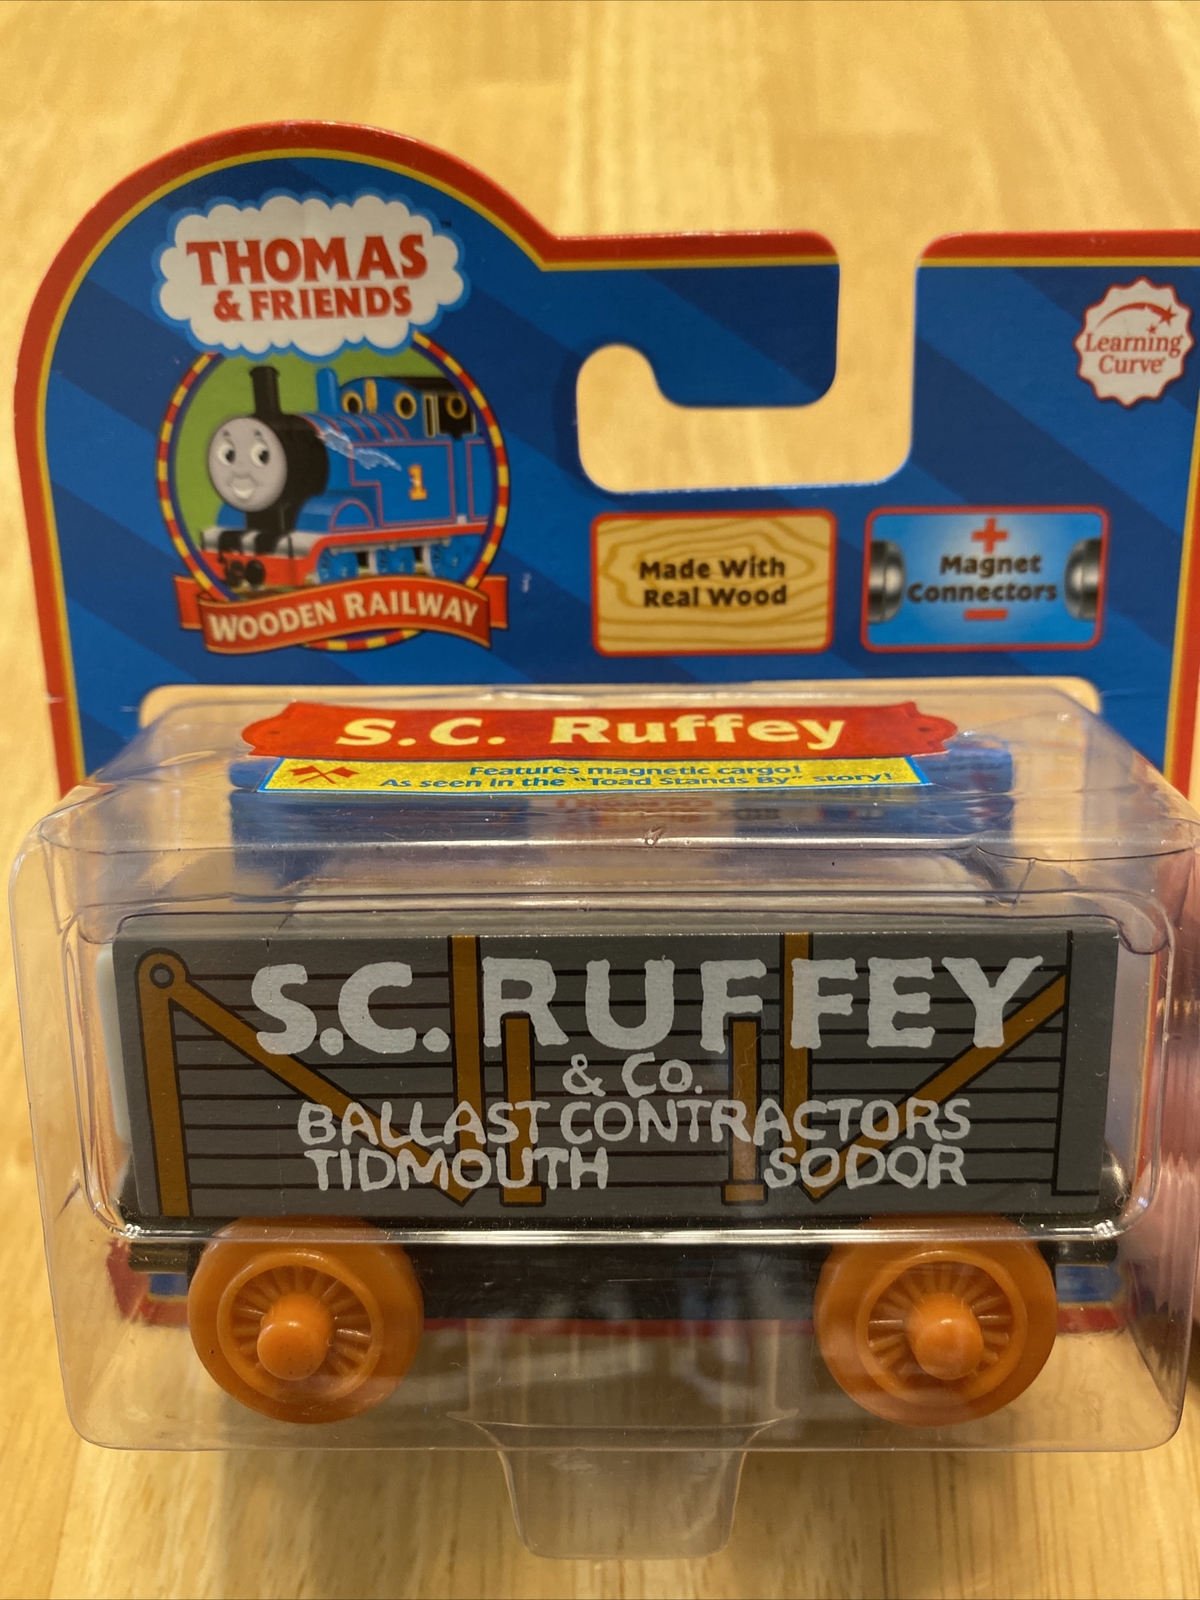 THOMAS
& FRIENDS
™
1
WOODEN RAILWAY
Learning
Curve
Made With
Real Wood
+
Magnet
Connectors
−
S.C. Ruffey
Features magnetic cargo!
As seen in the "Toad Stands By" story!
S.C. RUFFEY
& Co.
BALLAST CONTRACTORS
TIDMOUTH SODOR